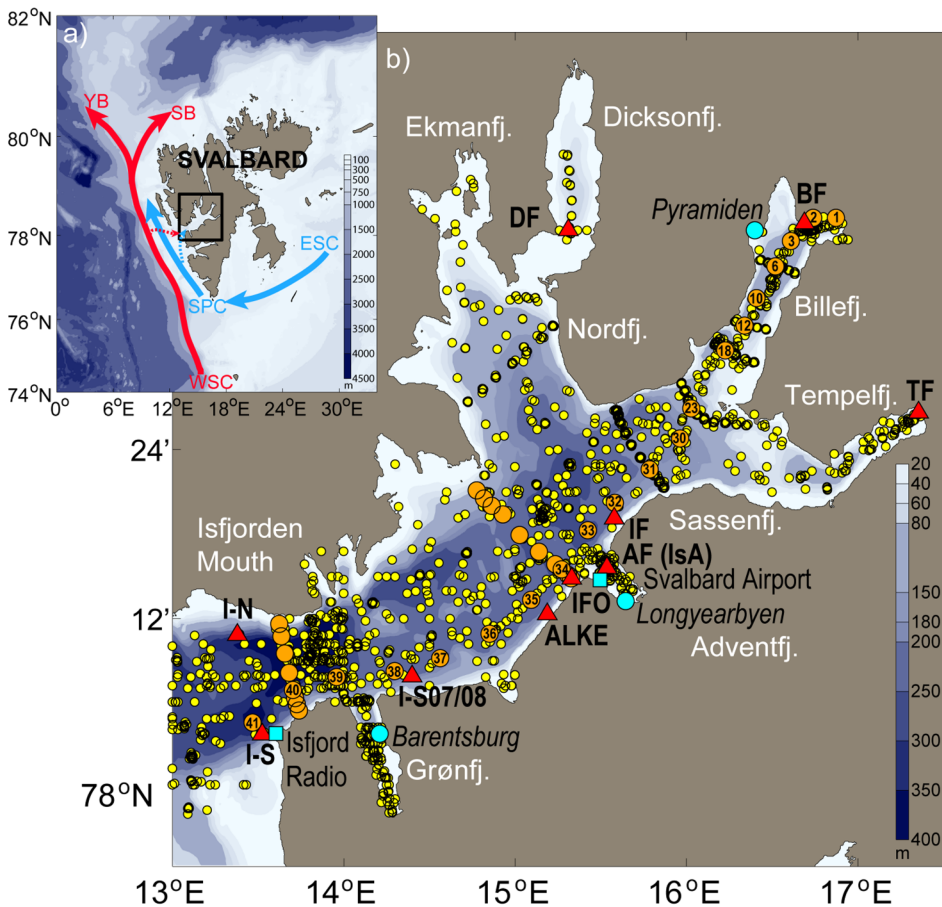 82°N
80°N
78°N
76°N
74°N
0°E
6°E
12°E
18°E
24°E
30°E
a)
YB
SB
SVALBARD
ESC
SPC
WSC
100
300
500
750
1000
1500
2000
2500
3000
3500
4000
4500
m
b)
Ekmanfj.
Dicksonfj.
DF
Pyramiden
BF
2
1
3
6
10
12
18
Billefj.
Nordfj.
Tempelfj.
TF
23
30
31
32
33
34
35
36
37
38
39
40
41
Sassenfj.
IF
AF (IsA)
Svalbard Airport
IFO
Longyearbyen
ALKE
Adventfj.
Isfjorden
Mouth
I-N
I-S07/08
I-S
Isfjord
Radio
Barentsburg
Grønfj.
24'
12'
78°N
13°E
14°E
15°E
16°E
17°E
20
40
60
80
150
180
200
250
300
350
400
m